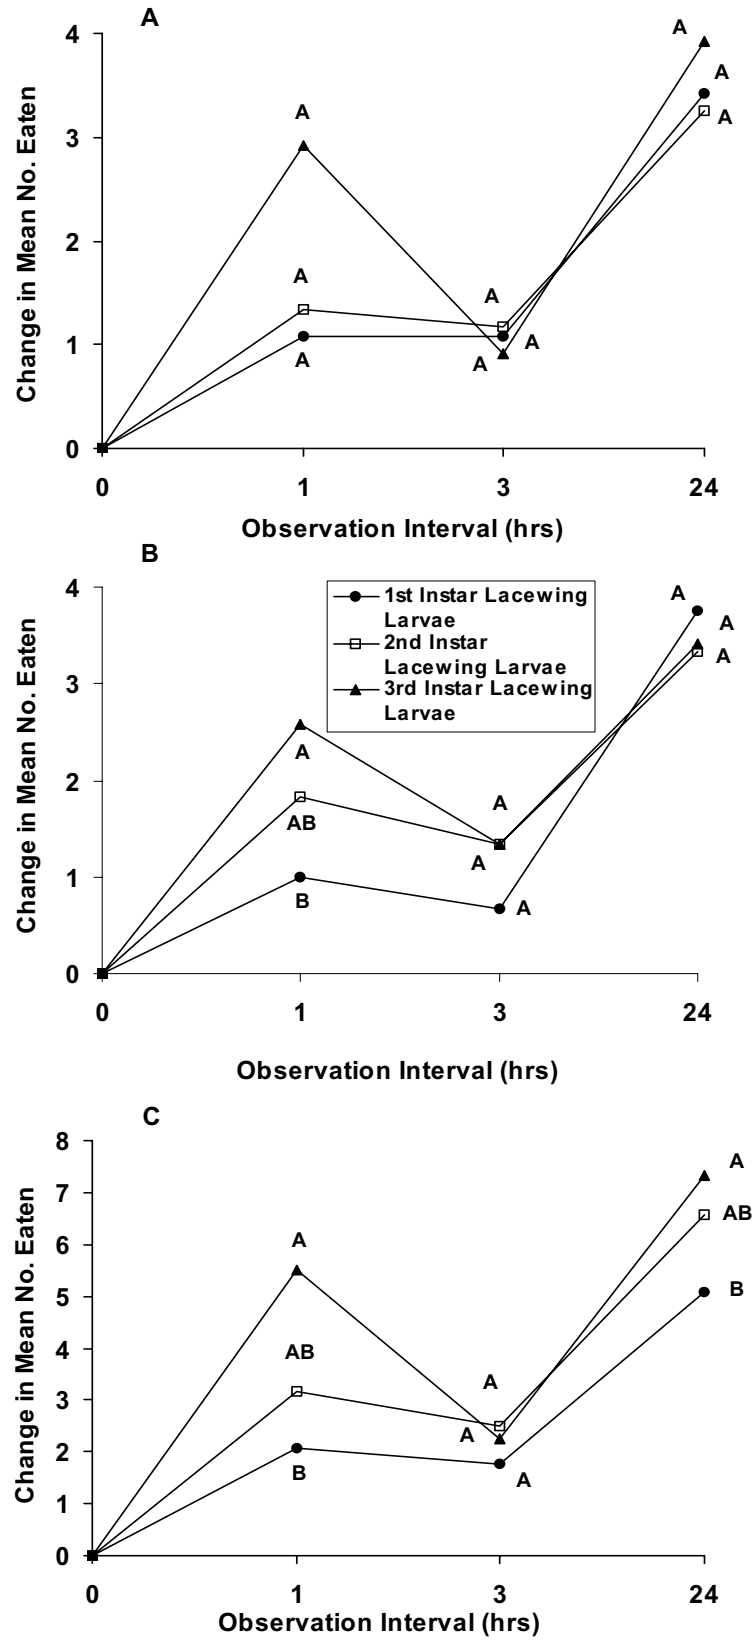 A
4
A
A
A
3
A
2
A
A
1
A
A
A
0
0 1 3 24
Observation Interval (hrs)
Change in Mean No. Eaten
B
4
1st Instar Lacewing
Larvae
2nd Instar
Lacewing Larvae
3rd Instar Lacewing
Larvae
A
A
A
3
A
2
AB
A
A
1
B
A
0
0 1 3 24
Observation Interval (hrs)
Change in Mean No. Eaten
C
8
A
7
AB
6
A
5
B
4
AB
3
A
A
2
B
A
1
0
0 1 3 24
Observation Interval (hrs)
Change in Mean No. Eaten